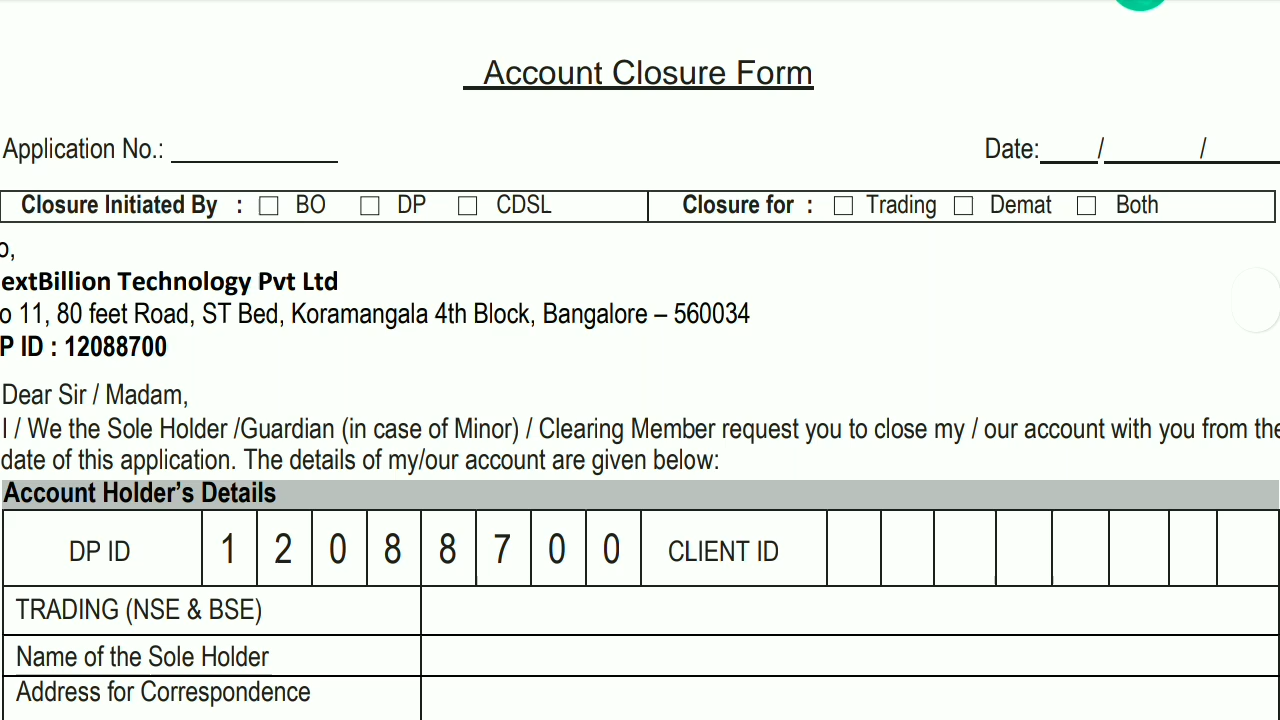 Account Closure Form
Application No.: ____________ Date:____/_______/______
Closure Initiated By : ☐ BO ☐ DP ☐ CDSL Closure for : ☐ Trading ☐ Demat ☐ Both
o,
extBillion Technology Pvt Ltd
o 11, 80 feet Road, ST Bed, Koramangala 4th Block, Bangalore – 560034
P ID : 12088700
Dear Sir / Madam,
I / We the Sole Holder /Guardian (in case of Minor) / Clearing Member request you to close my / our account with you from the
date of this application. The details of my/our account are given below:
Account Holder’s Details
DP ID 1 2 0 8 8 7 0 0 CLIENT ID
TRADING (NSE & BSE)
Name of the Sole Holder
Address for Correspondence